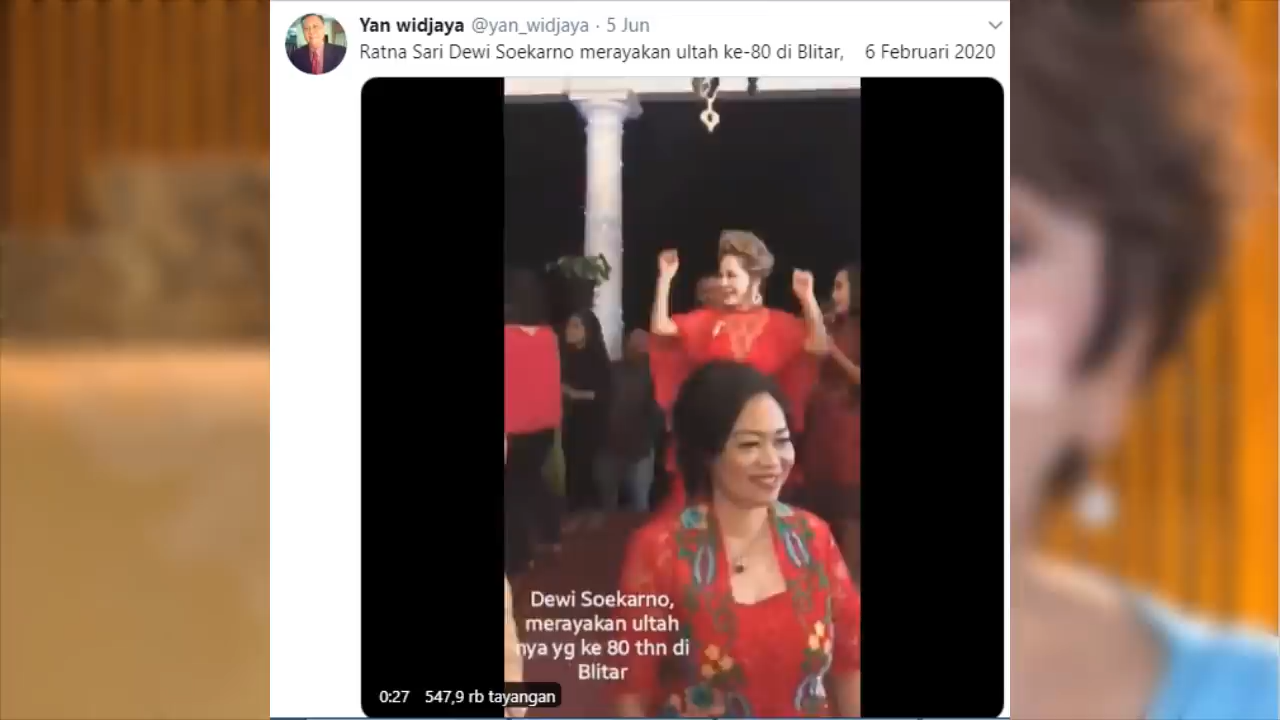 Yan widjaya @yan_widjaya · 5 Jun
Ratna Sari Dewi Soekarno merayakan ultah ke-80 di Blitar, 6 Februari 2020
Dewi Soekarno,
merayakan ultah
nya yg ke 80 thn di
Blitar
0:27 547,9 rb tayangan